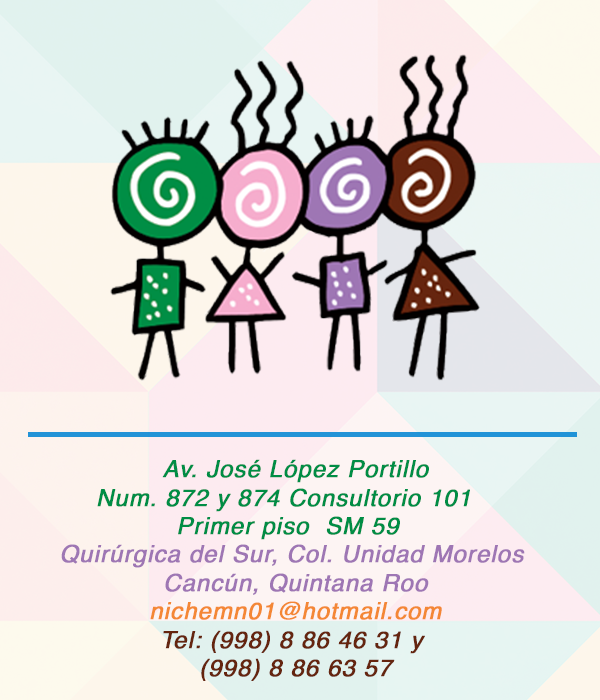 Av. José López Portillo
Num. 872 y 874 Consultorio 101
Primer piso SM 59
Quirúrgica del Sur, Col. Unidad Morelos
Cancún, Quintana Roo
nichemn01@hotmail.com
Tel: (998) 8 86 46 31 y
(998) 8 86 63 57